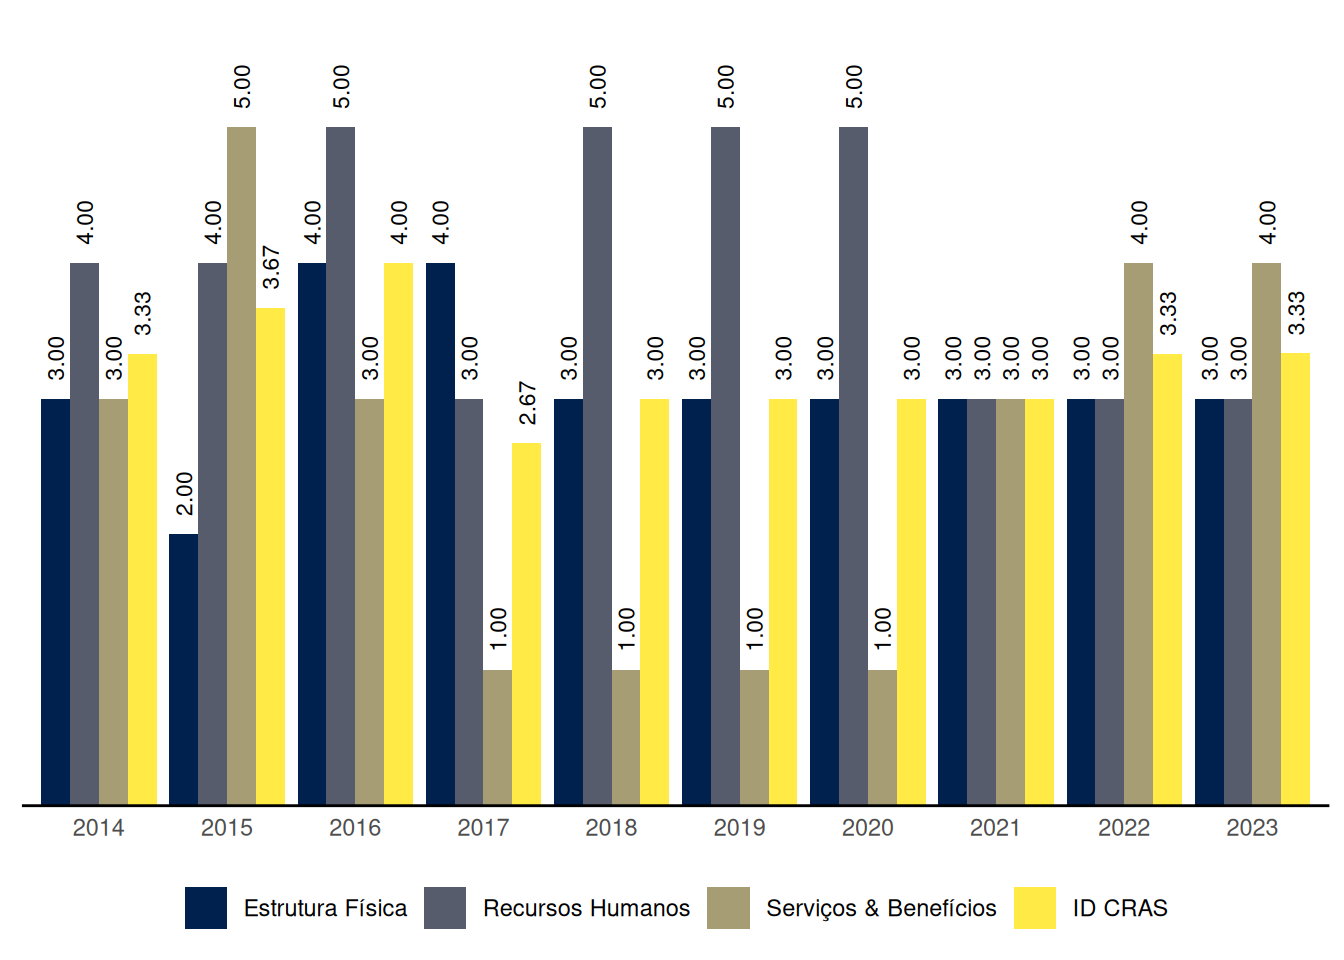 3.00 4.00 3.00 3.33
2.00 4.00 5.00 3.67
4.00 5.00 3.00 4.00
4.00 3.00 1.00 2.67
3.00 5.00 1.00 3.00
3.00 5.00 1.00 3.00
3.00 5.00 1.00 3.00
3.00 3.00 3.00 3.00
3.00 3.00 4.00 3.33
3.00 3.00 4.00 3.33
2014 2015 2016 2017 2018 2019 2020 2021 2022 2023
Estrutura Física Recursos Humanos Serviços & Benefícios ID CRAS